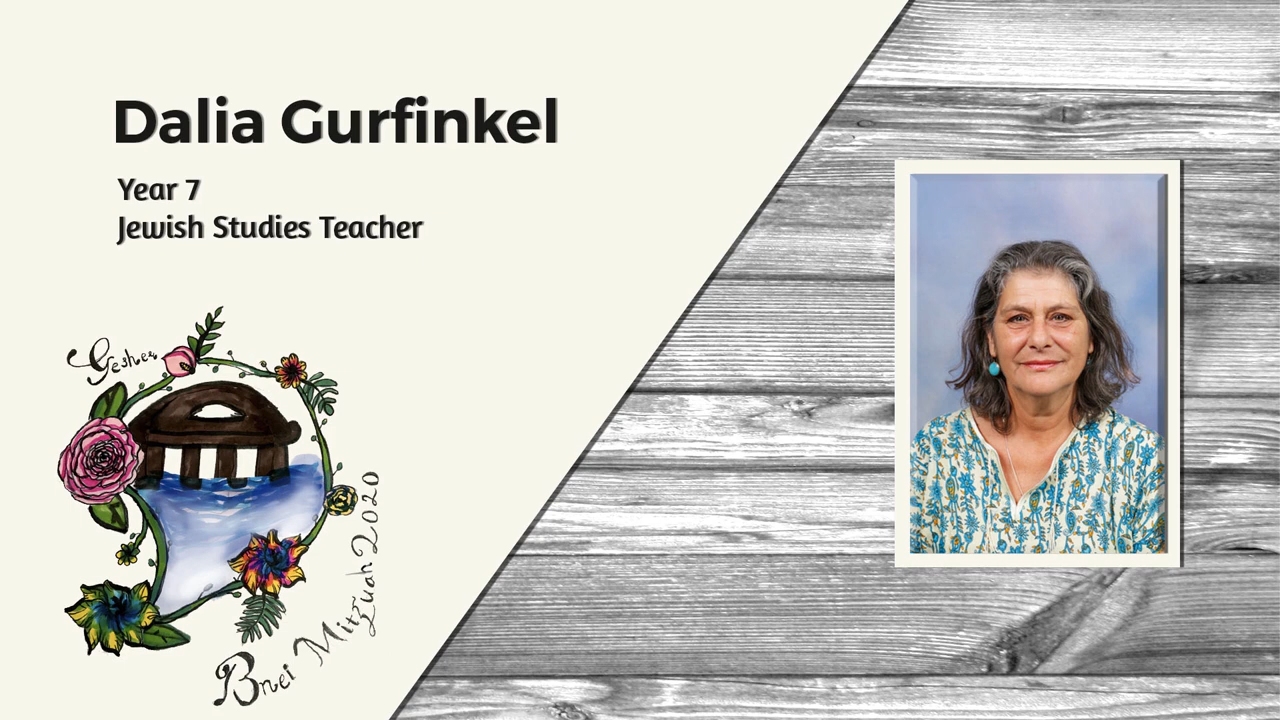 Dalia Gurfinkel
Year 7
Jewish Studies Teacher
Gesher
Bnei Mitzvah 2020